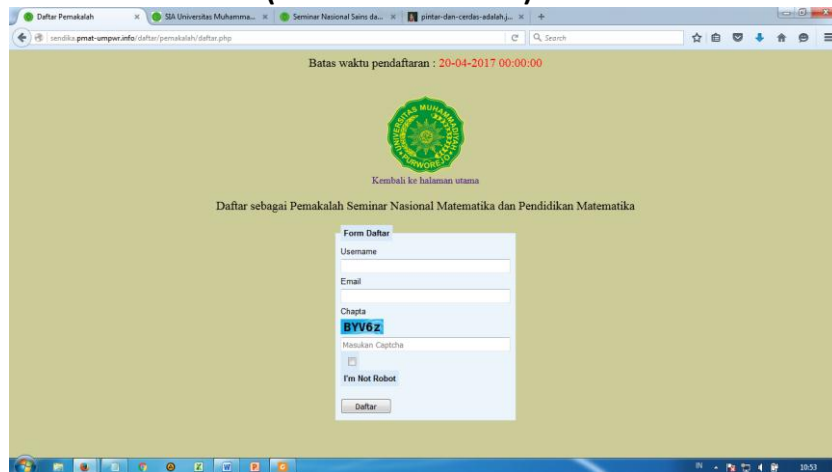 Daftar Pemakalah
SIA Universitas Muhamma...
Seminar Nasional Sains da...
pintar-dan-cerdas-adalah.j...
sendika.pmat-umpwr.info/daftar/pemakalah/daftar.php
Search
Batas waktu pendaftaran : 20-04-2017 00:00:00
UNIVERSITAS MUHAMMADIYAH
PURWOREJO
Kembali ke halaman utama
Daftar sebagai Pemakalah Seminar Nasional Matematika dan Pendidikan Matematika
Form Daftar
Username
Email
Chapta
BYV6z
Masukan Captcha
I'm Not Robot
Daftar
IN
10:53